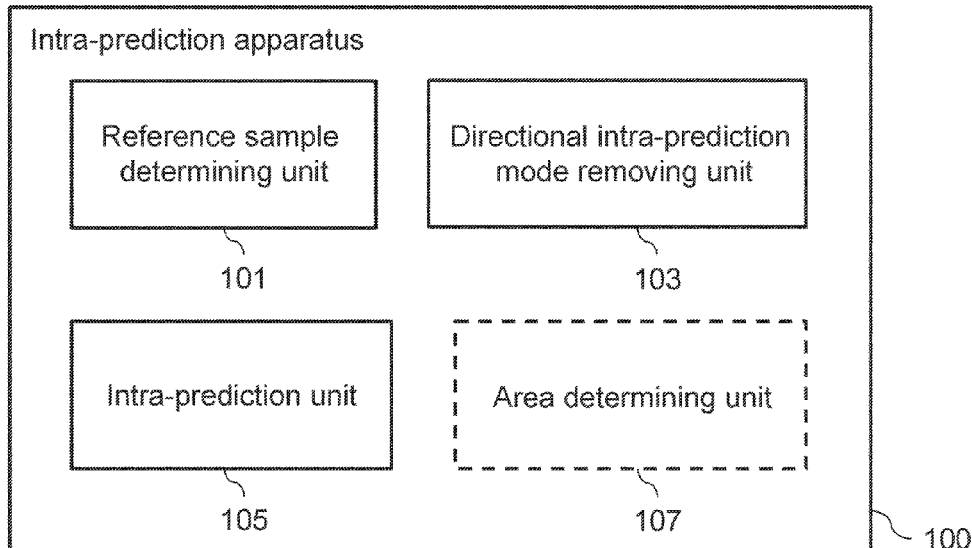 Intra-prediction apparatus
Reference sample
determining unit
Directional intra-prediction
mode removing unit
101
103
Intra-prediction unit
Area determining unit
105
107
100